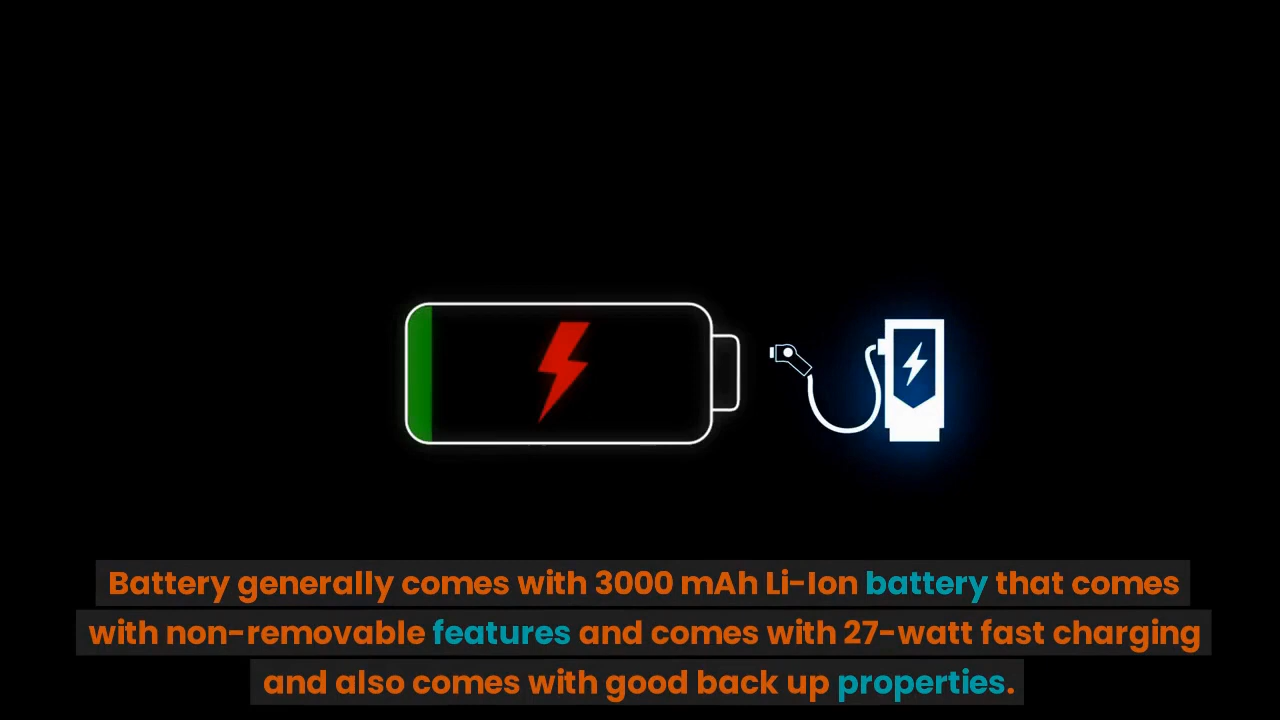 Battery generally comes with 3000 mAh Li-Ion battery that comes
with non-removable features and comes with 27-watt fast charging
and also comes with good back up properties.